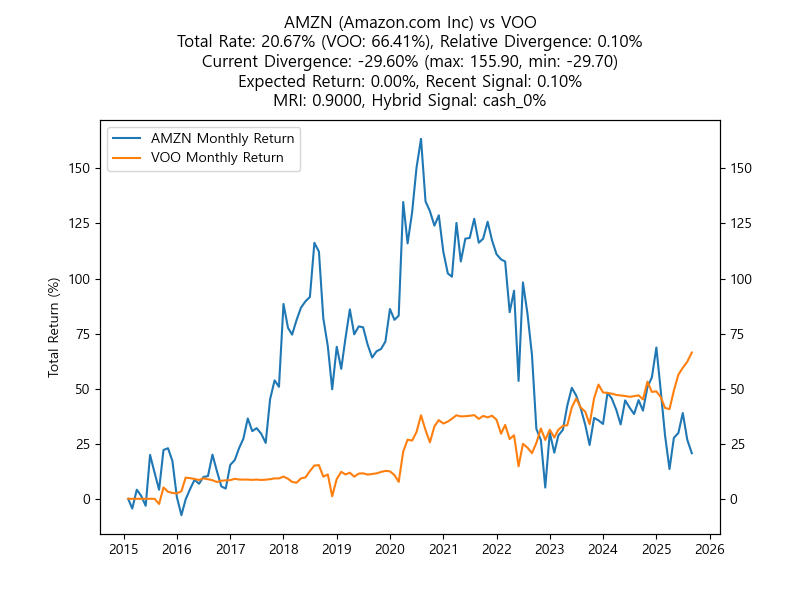 AMZN (Amazon.com Inc) vs VOO
Total Rate: 20.67% (VOO: 66.41%), Relative Divergence: 0.10%
Current Divergence: -29.60% (max: 155.90, min: -29.70)
Expected Return: 0.00%, Recent Signal: 0.10%
MRI: 0.9000, Hybrid Signal: cash_0%
AMZN Monthly Return
VOO Monthly Return
Total Return (%)
150
125
100
75
50
25
0
150
125
100
75
50
25
0
2015 2016 2017 2018 2019 2020 2021 2022 2023 2024 2025 2026